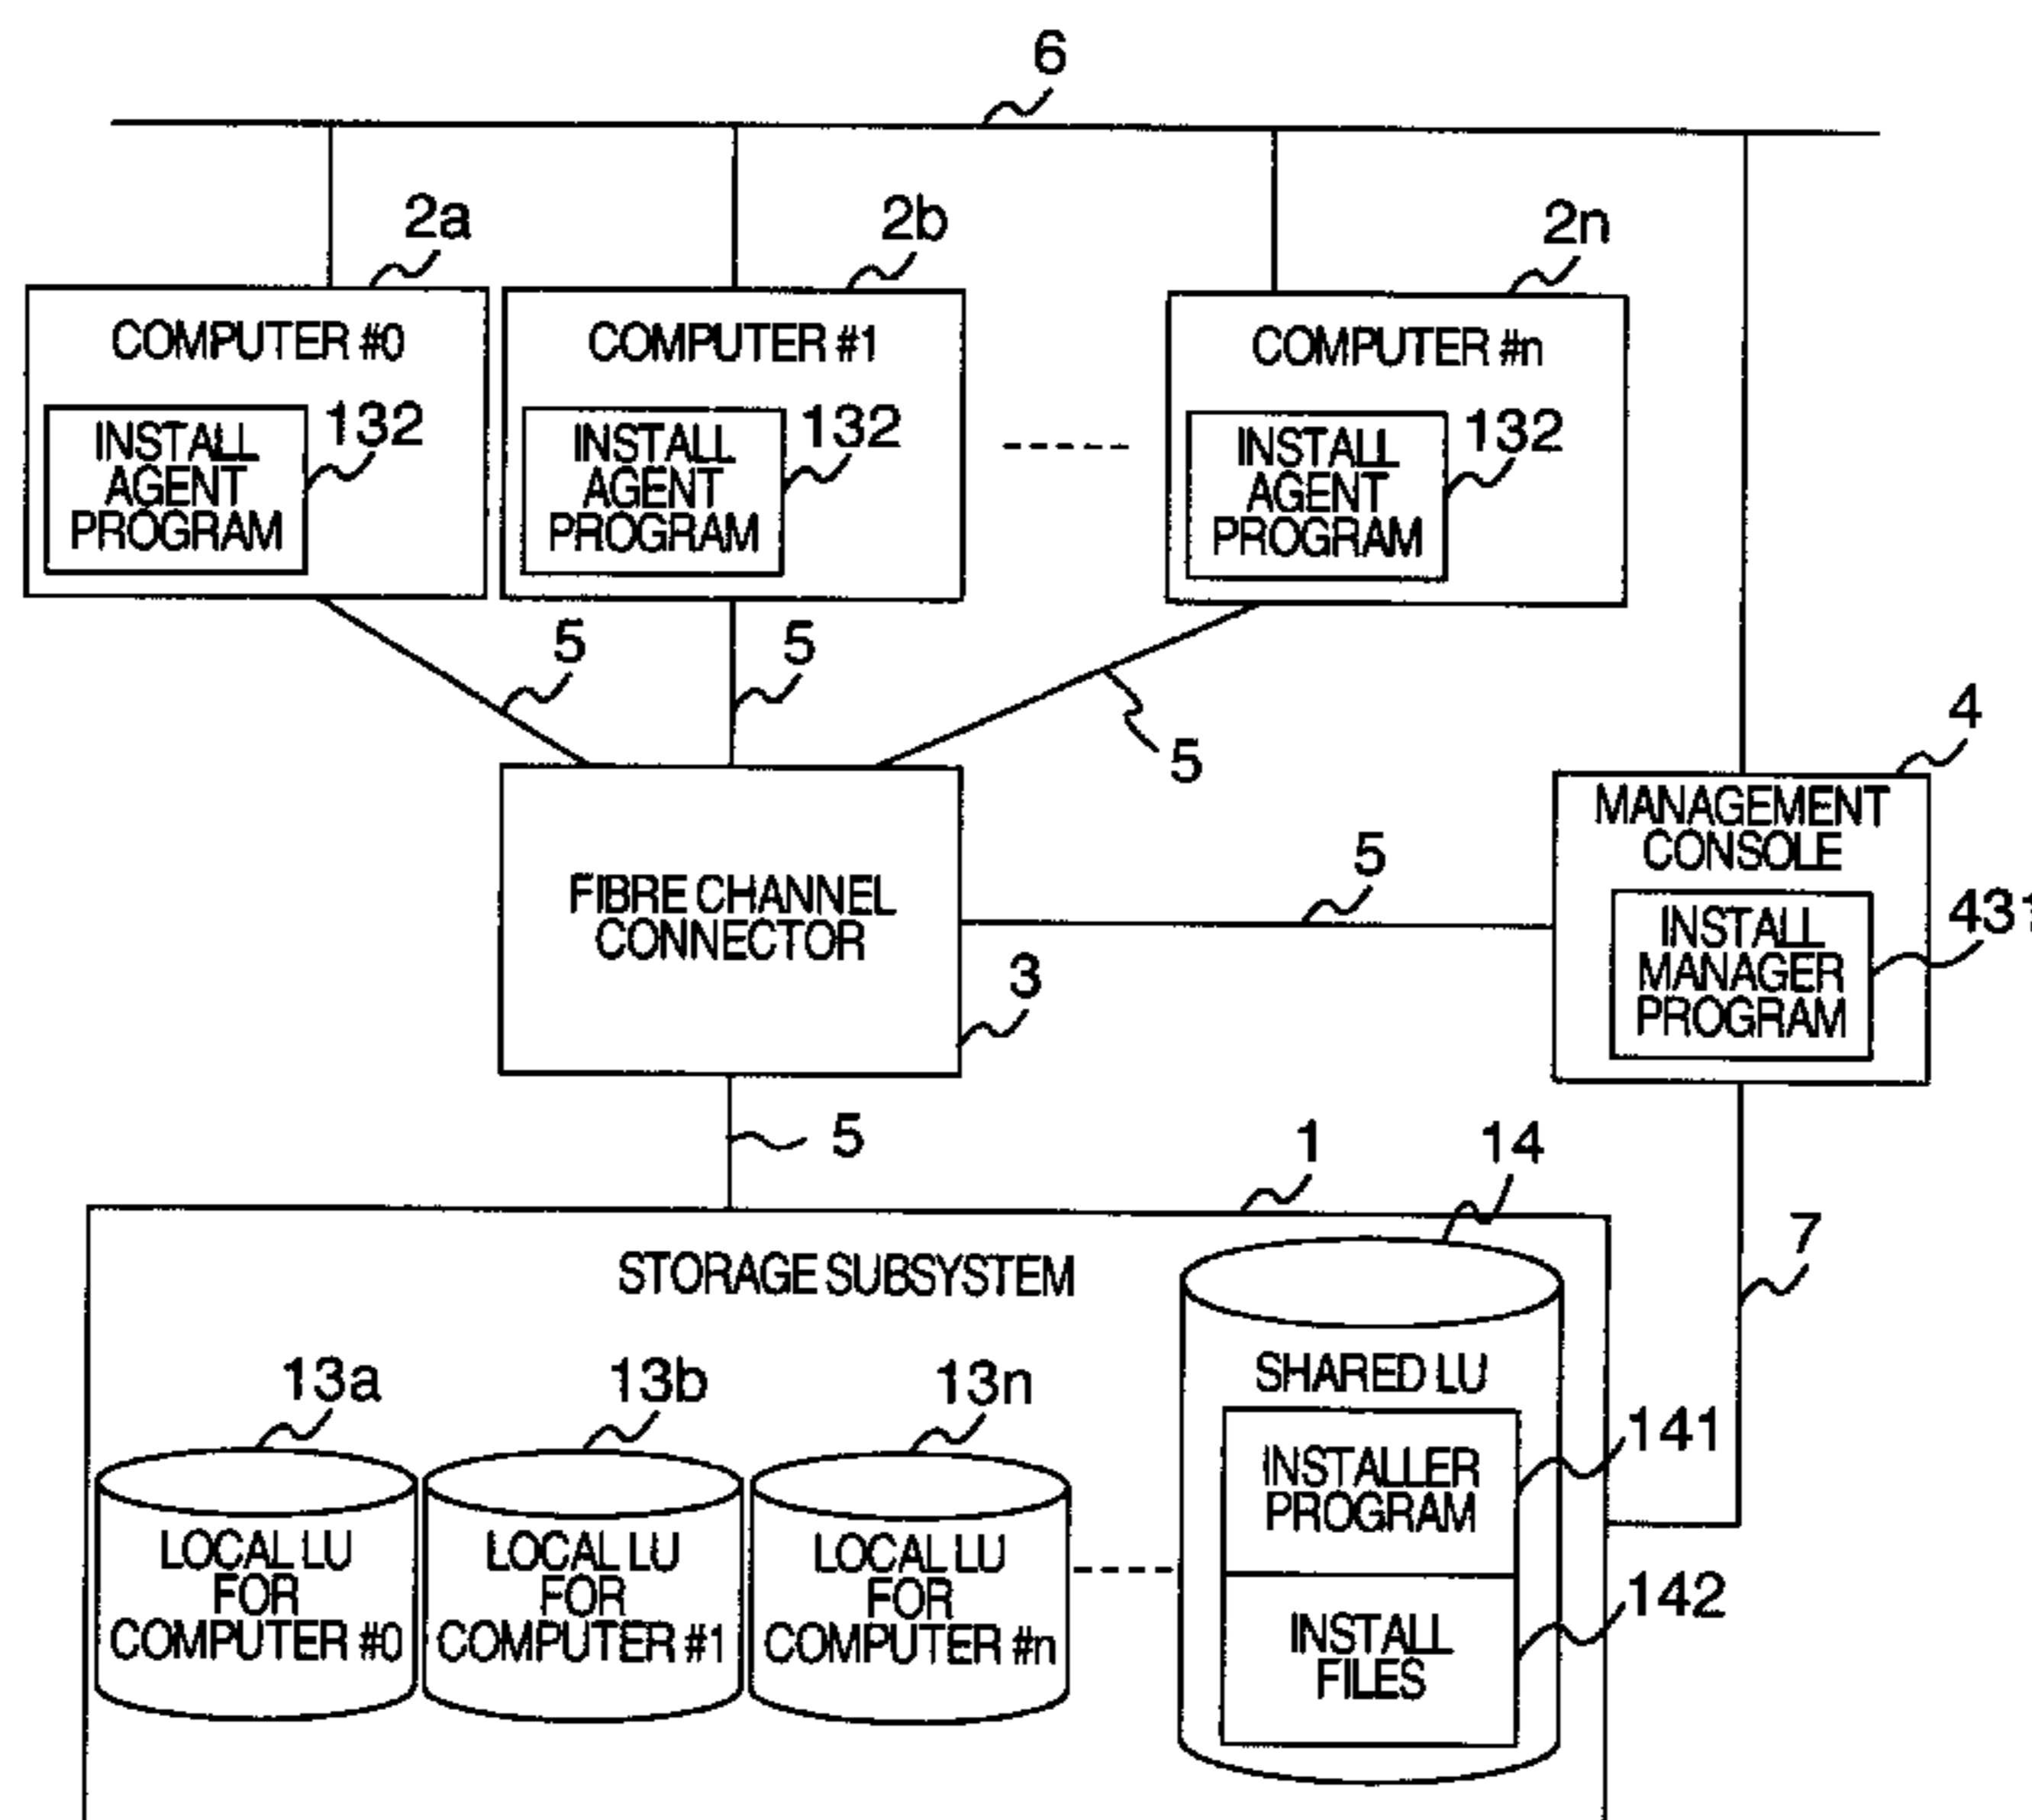 6
2a
2b
2n
COMPUTER #0
COMPUTER #1
COMPUTER #n
INSTALL
AGENT
PROGRAM
132
INSTALL
AGENT
PROGRAM
132
INSTALL
AGENT
PROGRAM
132
5
5
5
4
MANAGEMENT
CONSOLE
5
FIBRE CHANNEL
CONNECTOR
INSTALL
MANAGER
PROGRAM
431
3
5
1
14
7
STORAGE SUBSYSTEM
13a
13b
13n
SHARED LU
141
INSTALLER
PROGRAM
LOCAL LU
FOR
COMPUTER #0
LOCAL LU
FOR
COMPUTER #1
LOCAL LU
FOR
COMPUTER #n
142
INSTALL
FILES